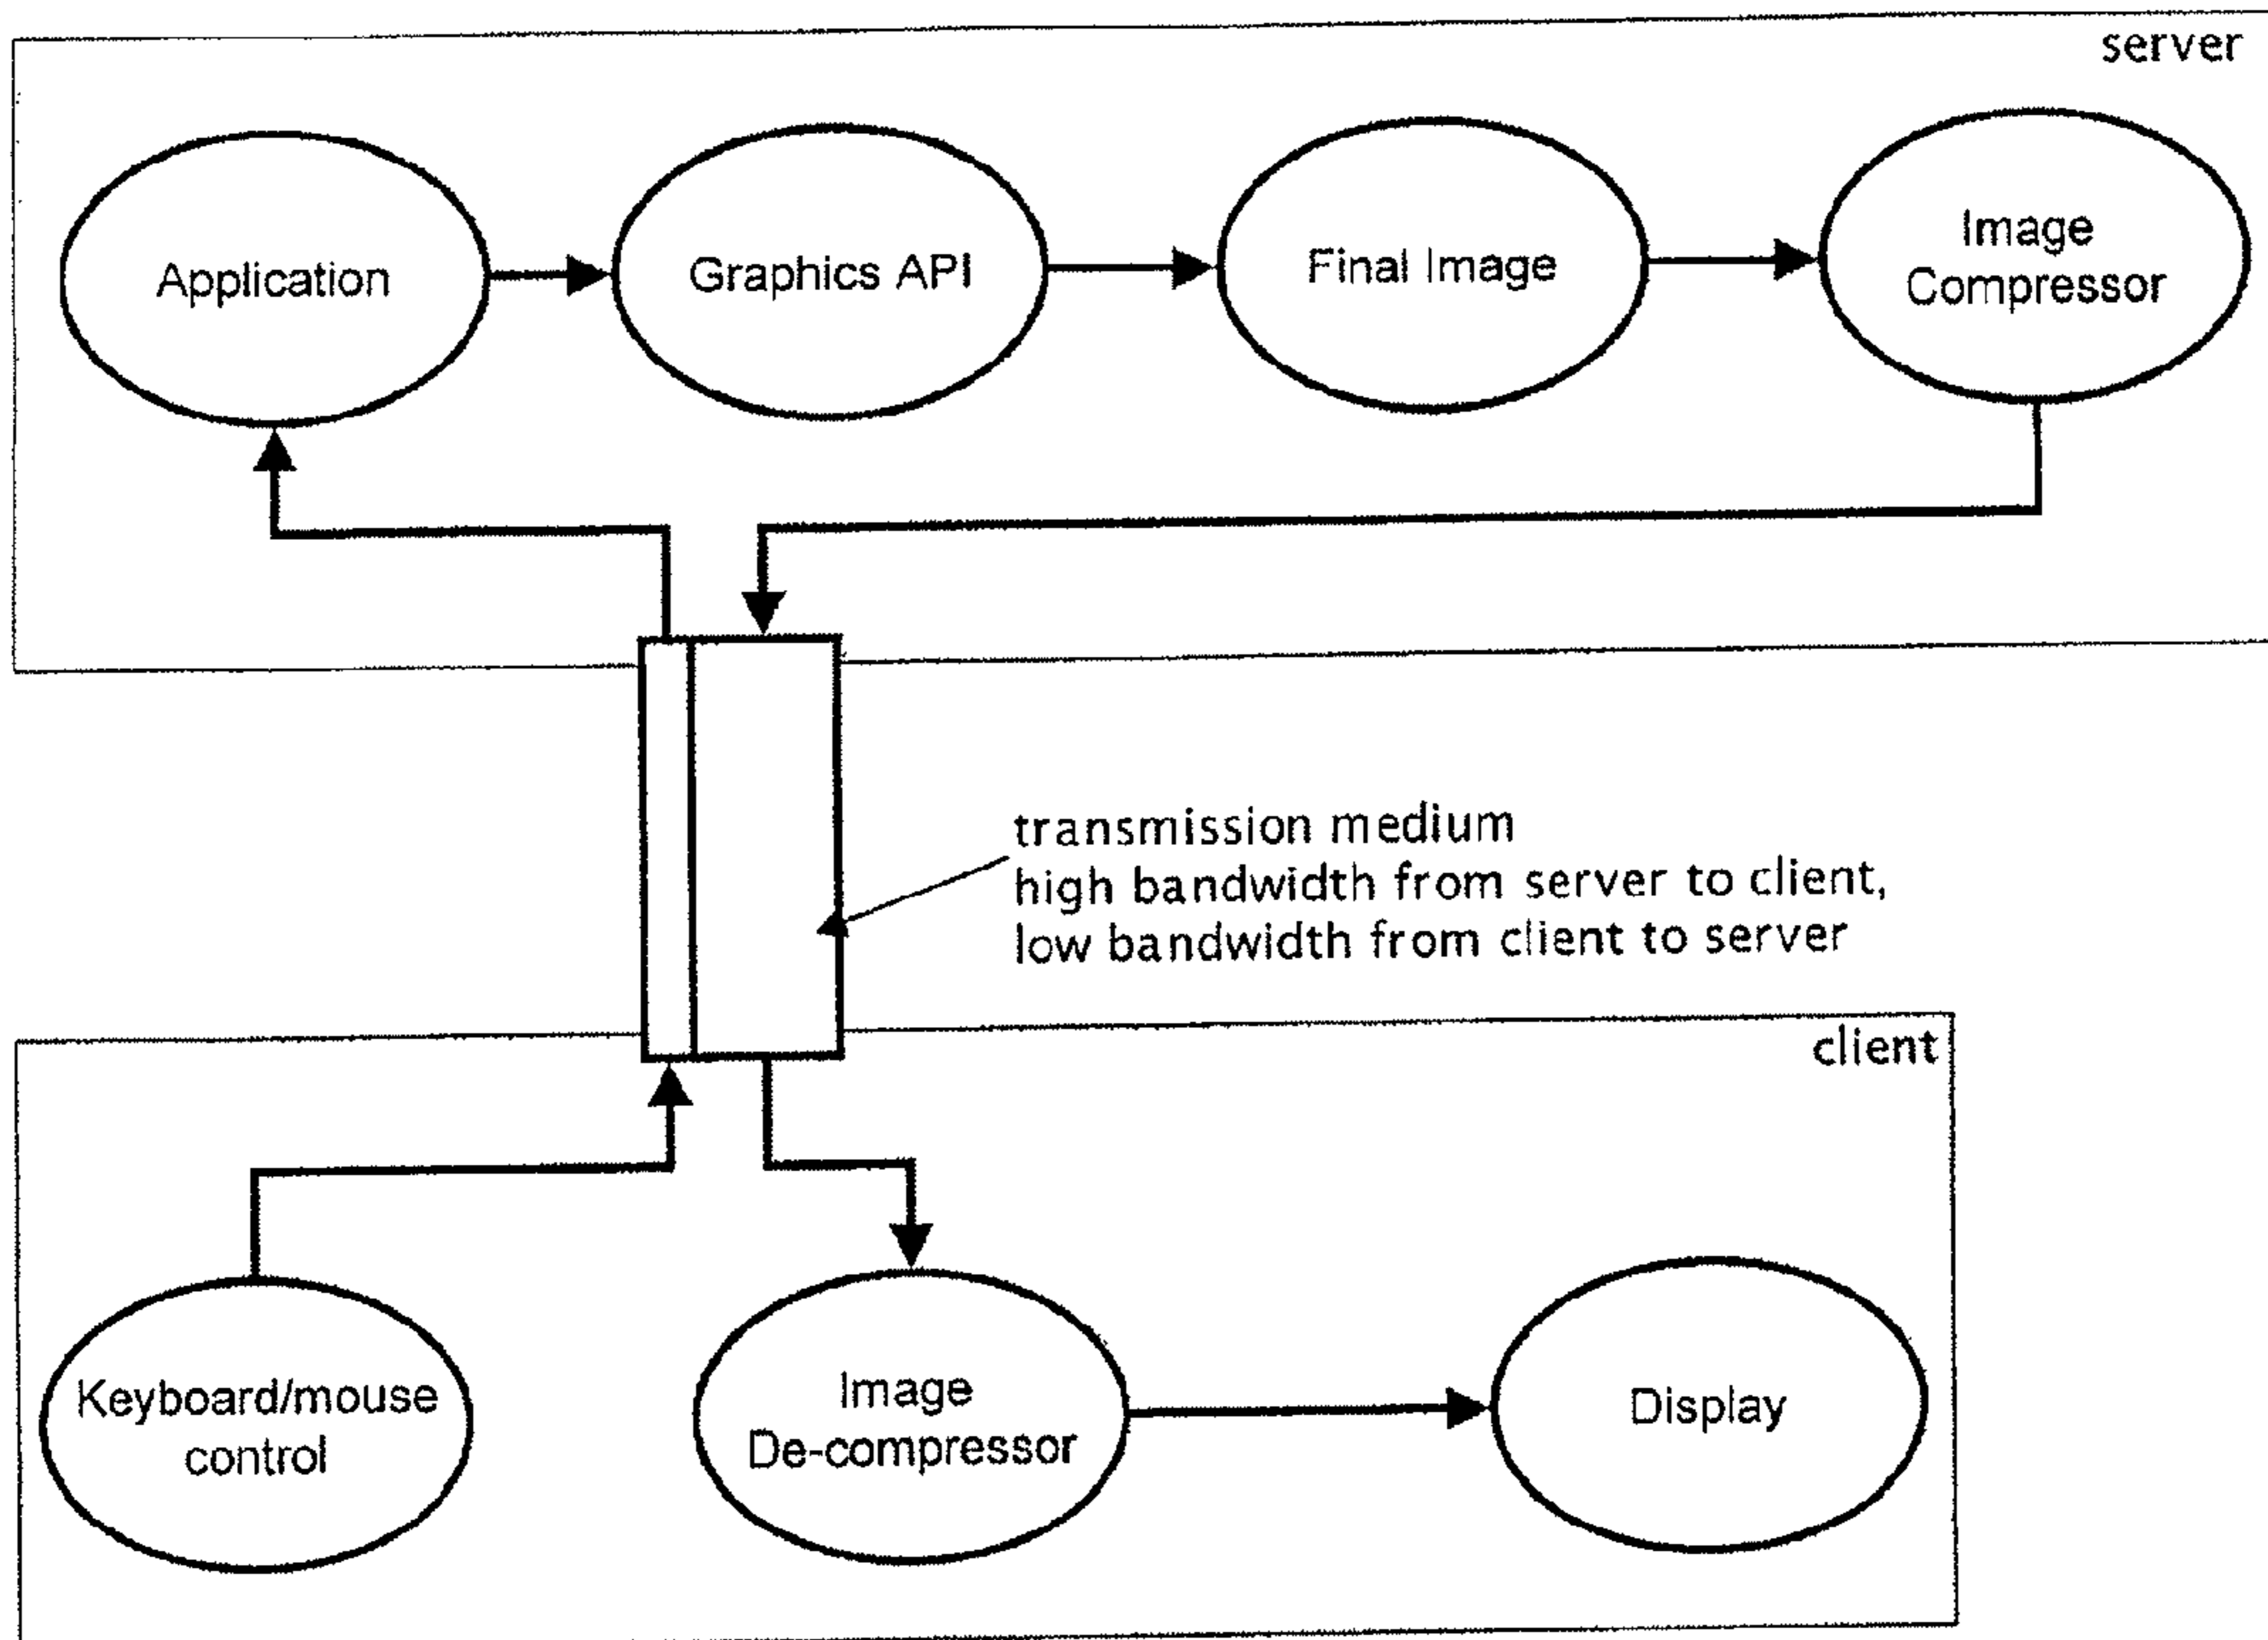 server
Application
Graphics API
Final Image
Image
Compressor
transmission medium
high bandwidth from server to client,
low bandwidth from client to server
client
Keyboard/mouse
control
Image
De-compressor
Display